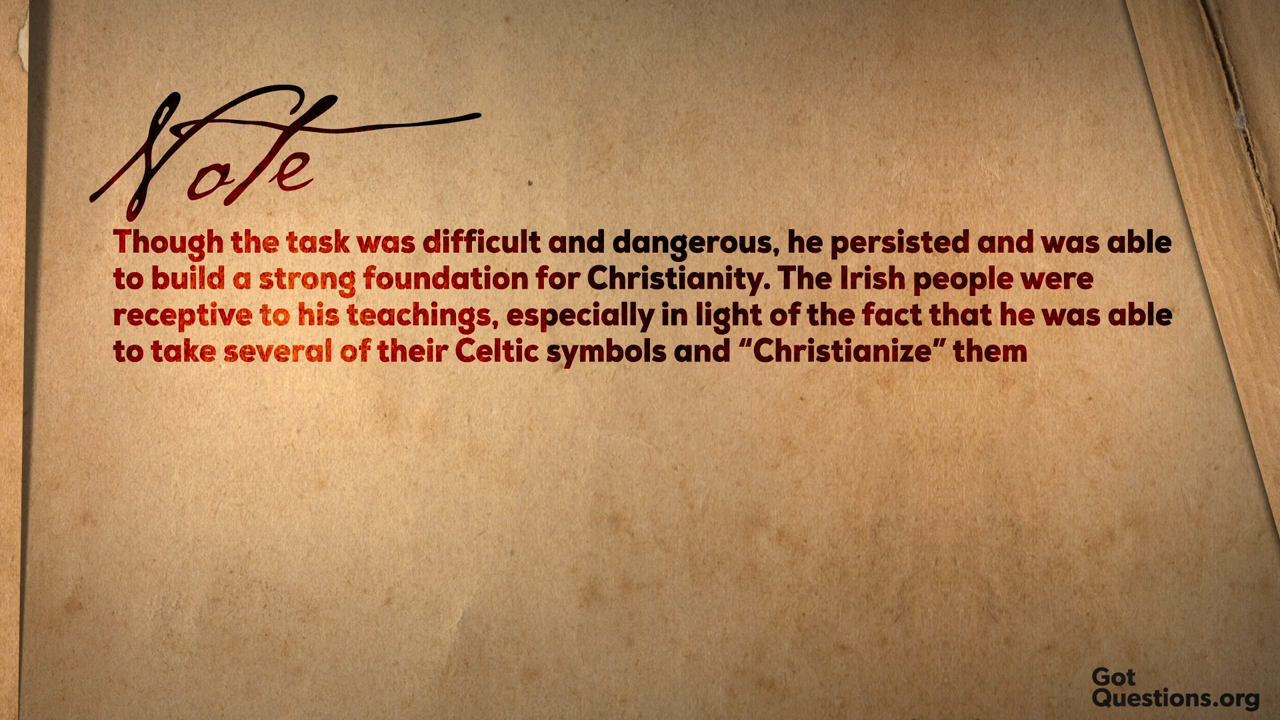 Note
Though the task was difficult and dangerous, he persisted and was able
to build a strong foundation for Christianity. The Irish people were
receptive to his teachings, especially in light of the fact that he was able
to take several of their Celtic symbols and “Christianize” them
Got
Questions.org